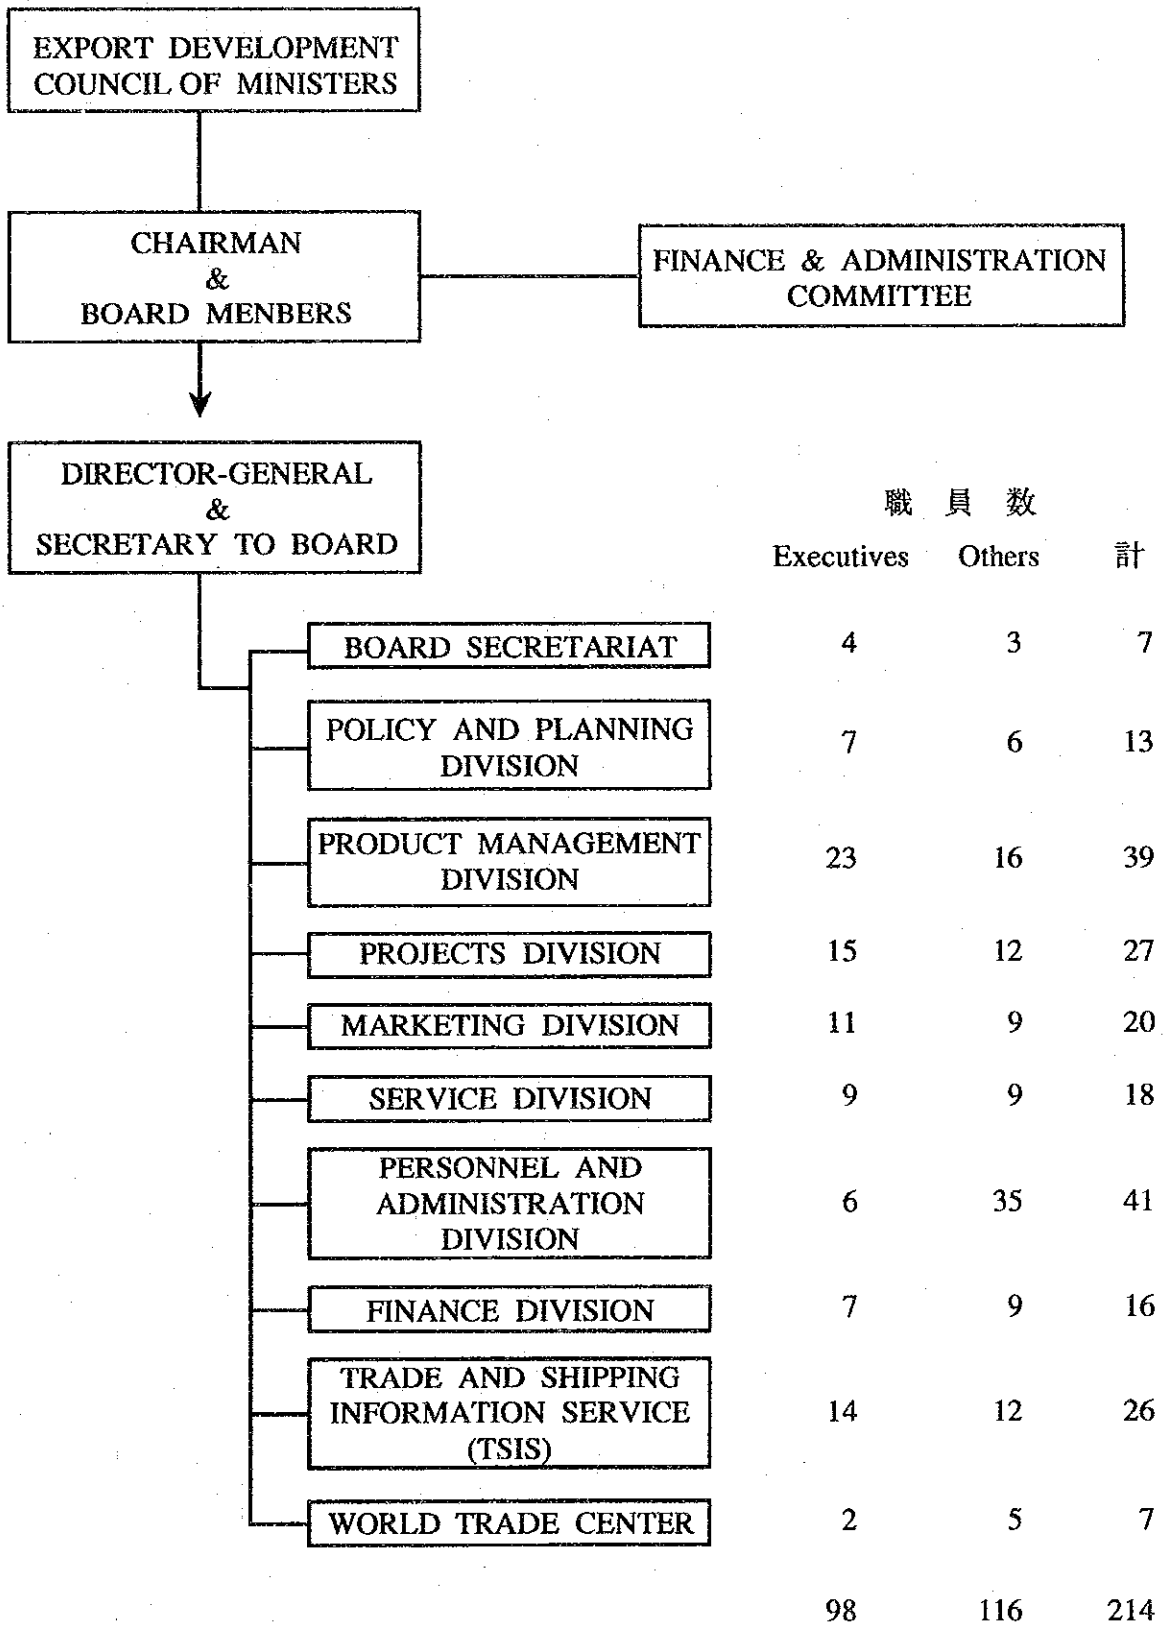 EXPORT DEVELOPMENT
COUNCIL OF MINISTERS
CHAIRMAN
&
BOARD MENBERS
FINANCE & ADMINISTRATION
COMMITTEE
DIRECTOR-GENERAL
&
SECRETARY TO BOARD
職 員 数
Executives Others 計
BOARD SECRETARIAT 4 3 7
POLICY AND PLANNING
DIVISION 7 6 13
PRODUCT MANAGEMENT
DIVISION 23 16 39
PROJECTS DIVISION 15 12 27
MARKETING DIVISION 11 9 20
SERVICE DIVISION 9 9 18
PERSONNEL AND
ADMINISTRATION 6 35 41
DIVISION
FINANCE DIVISION 7 9 16
TRADE AND SHIPPING
INFORMATION SERVICE 14 12 26
(TSIS)
WORLD TRADE CENTER 2 5 7
98 116 214